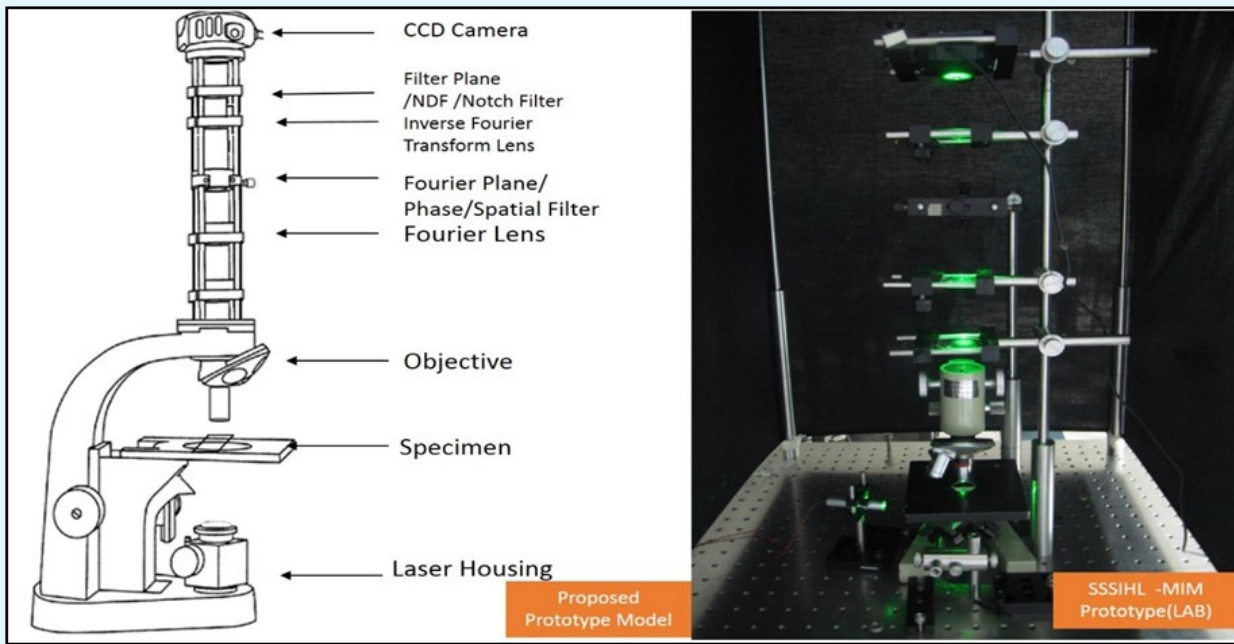 CCD Camera
Filter Plane
/NDF /Notch Filter
Inverse Fourier
Transform Lens
Fourier Plane/
Phase/Spatial Filter
Fourier Lens
Objective
Specimen
Laser Housing
Proposed
Prototype Model
SSSIHL -MIM
Prototype(LAB)